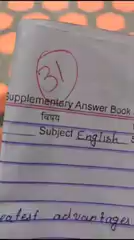 31
Supplementary Answer Book
विषय
Subject English
eatest advantages